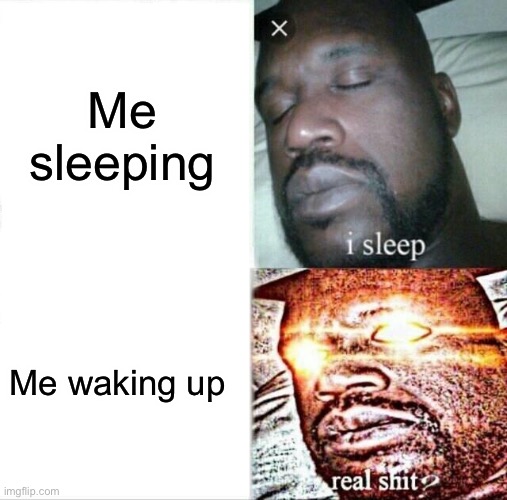 Me
sleeping
i sleep
Me waking up
real shit?
imgflip.com